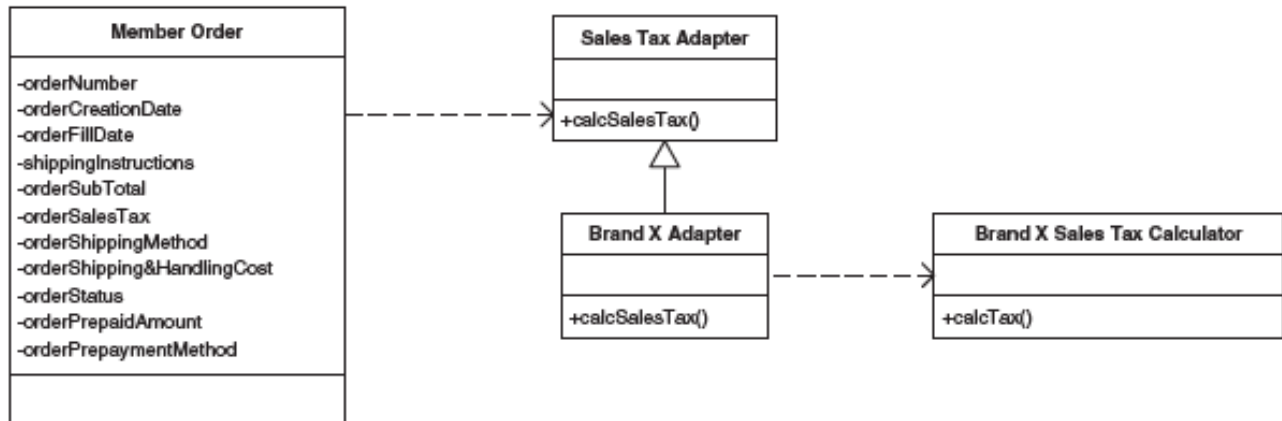 Member Order
-orderNumber
-orderCreationDate
-orderFillDate
-shippingInstructions
-orderSubTotal
-orderSalesTax
-orderShippingMethod
-orderShipping&HandlingCost
-orderStatus
-orderPrepaidAmount
-orderPrepaymentMethod
Sales Tax Adapter
+calcSalesTax()
Brand X Adapter
+calcSalesTax()
Brand X Sales Tax Calculator
+calcTax()